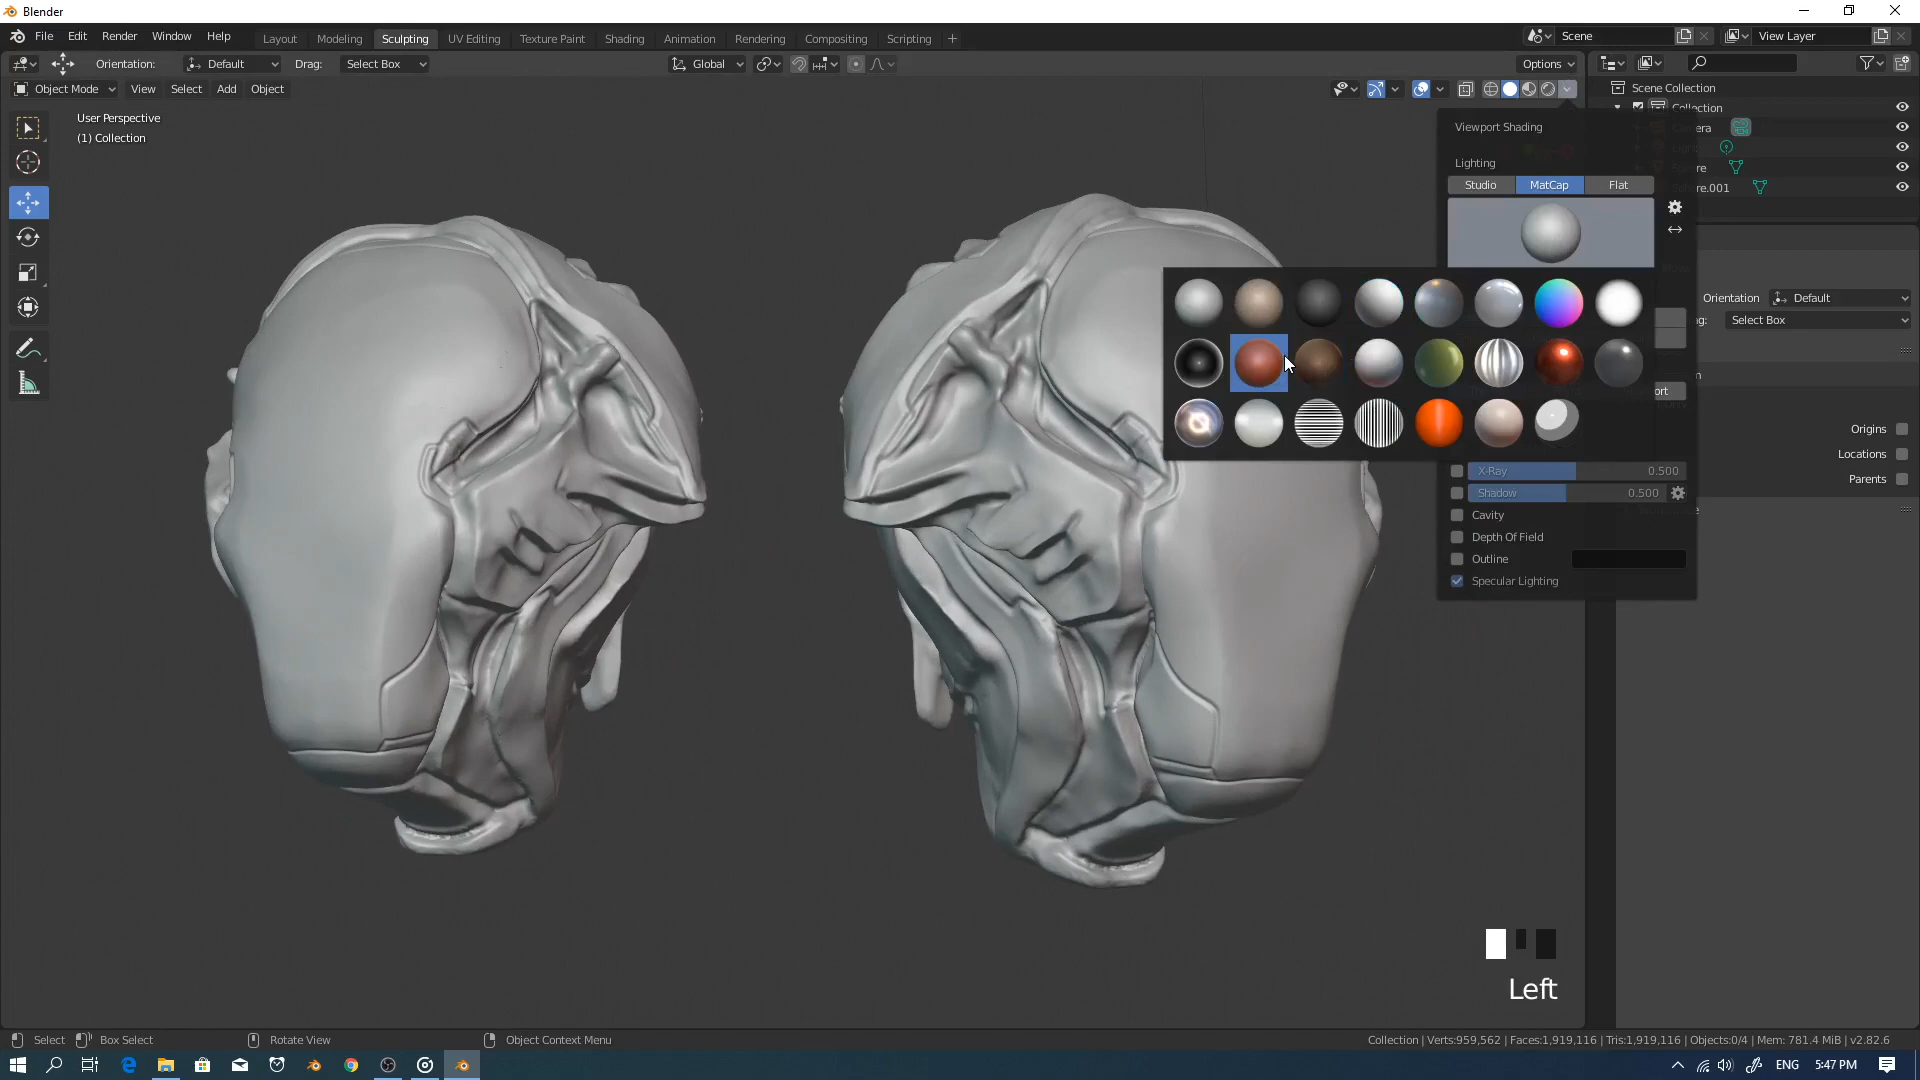 Blender
File Edit Render Window Help Layout Modeling Sculpting UV Editing Texture Paint Shading Animation Rendering Compositing Scripting + Scene View Layer
Orientation: Default Drag: Select Box Global Options
Object Mode View Select Add Object
User Perspective
(1) Collection
Scene Collection
Collection
Viewport Shading
Lighting
Studio MatCap Flat
Orientation Default
Select Box
X-Ray 0.500
Shadow 0.500
Cavity
Depth Of Field
Outline
Specular Lighting
Origins
Locations
Parents
Left
Select Box Select Rotate View Object Context Menu Collection | Verts:959,562 | Faces:1,919,116 | Tris:1,919,116 | Objects:0/4 | Mem: 781.4 MiB | v2.82.6
ENG 5:47 PM